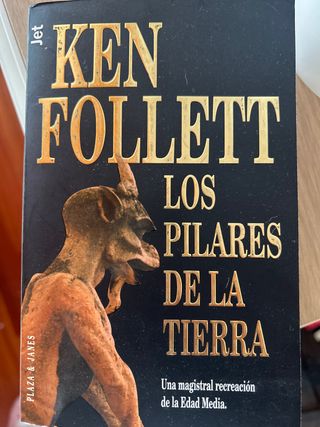 Jet
KEN
FOLLETT
LOS
PILARES
DE LA
TIERRA
Una magistral recreación
de la Edad Media.
PLAZA & JANES